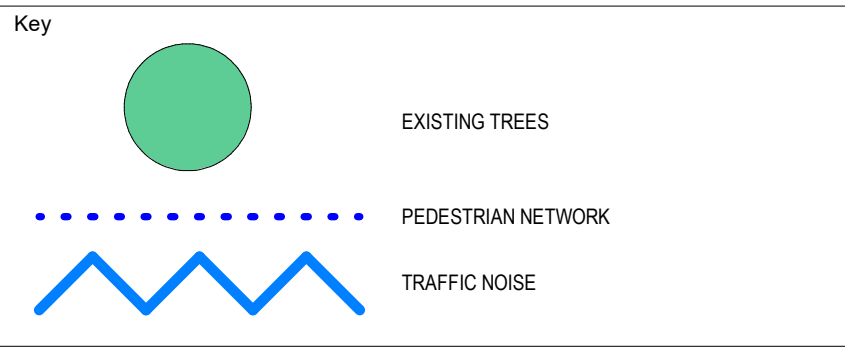 Key
EXISTING TREES
PEDESTRIAN NETWORK
TRAFFIC NOISE